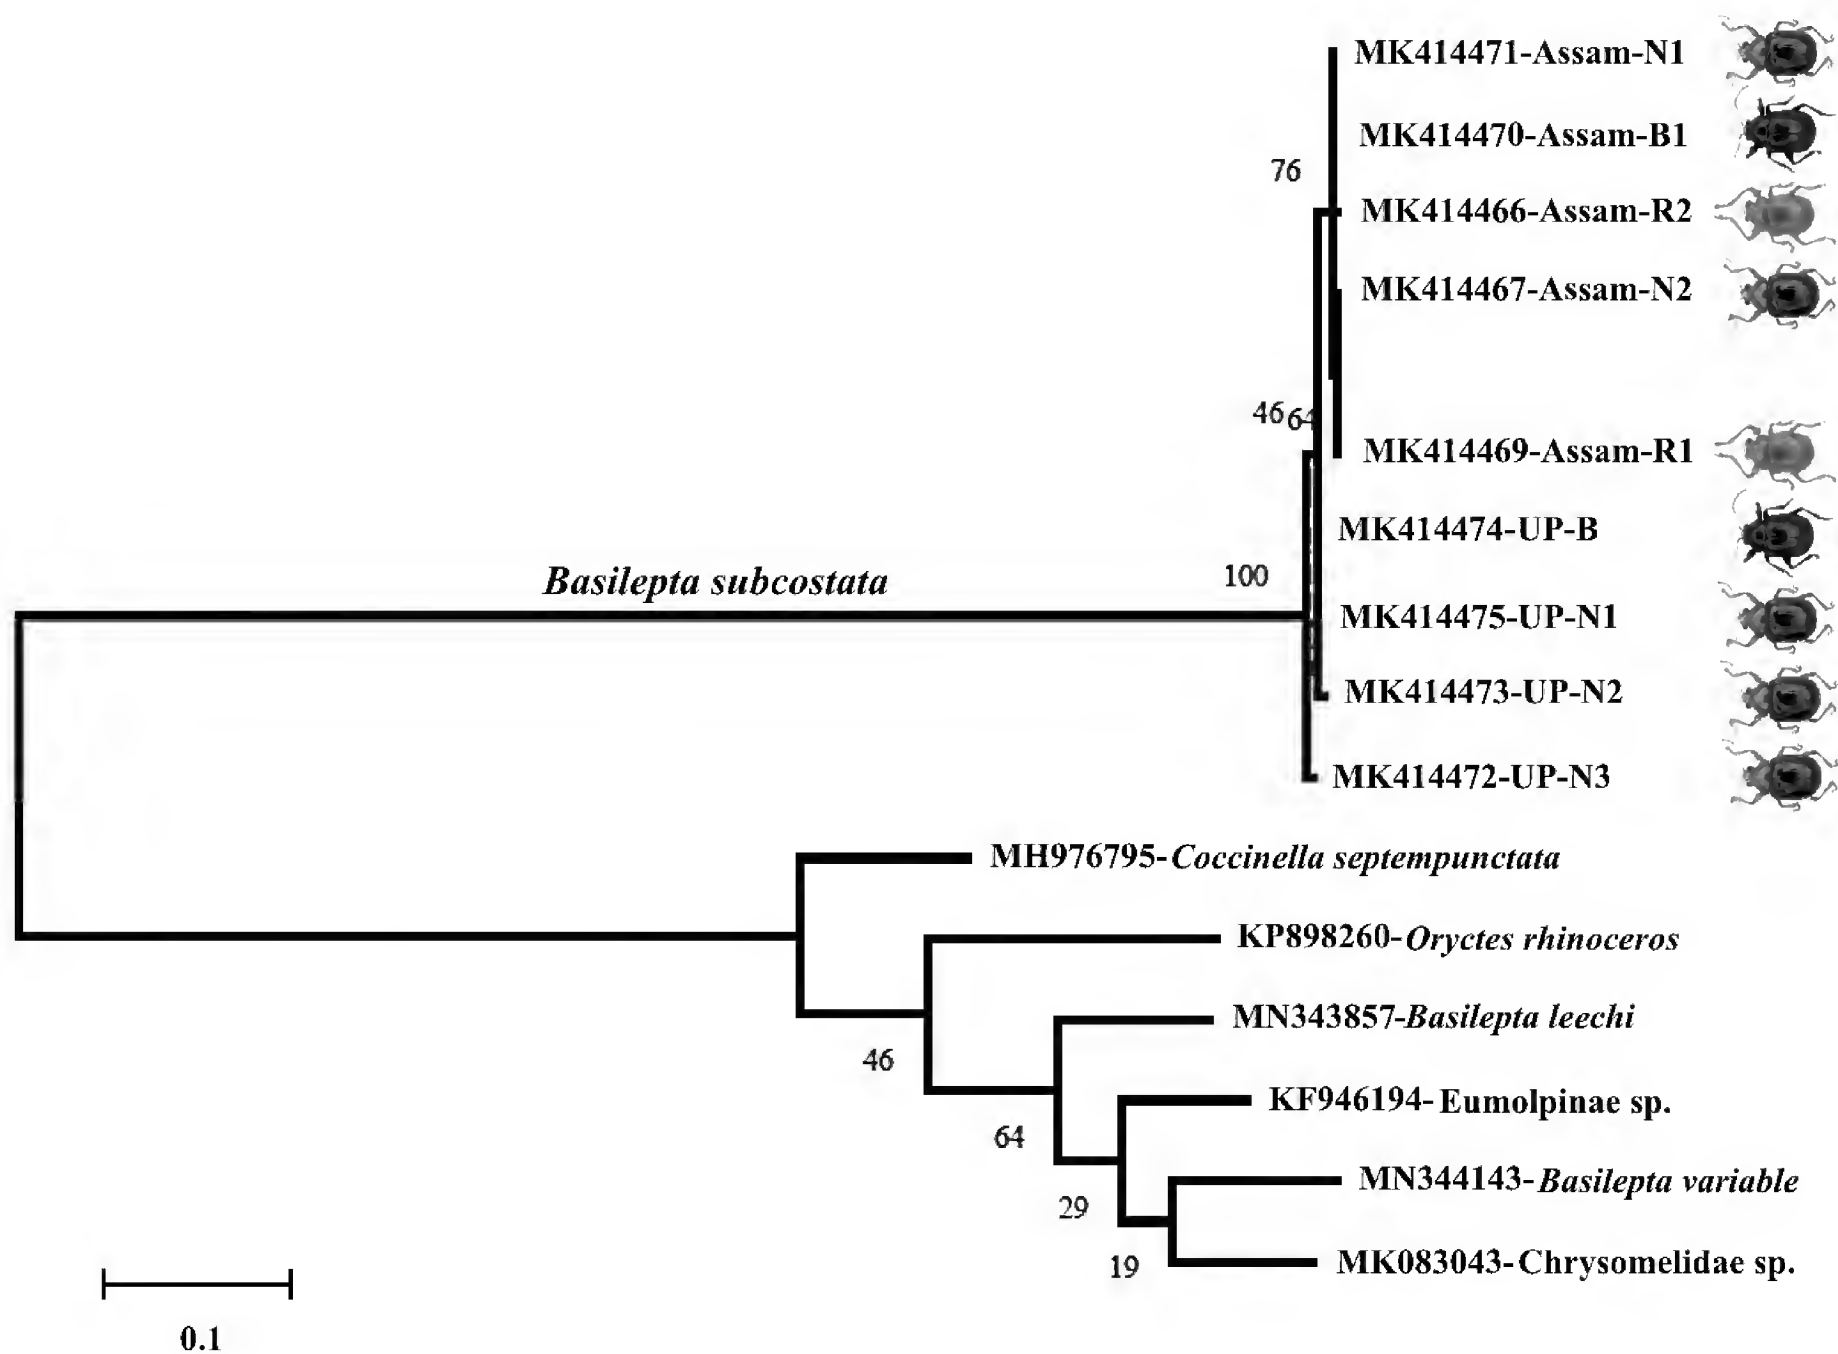 MK414471-Assam-N1
MK414470-Assam-B1
76
MK414466-Assam-R2
MK414467-Assam-N2
46
64
MK414469-Assam-R1
MK414474-UP-B
100
Basilepta subcostata
MK414475-UP-N1
MK414473-UP-N2
MK414472-UP-N3
MH976795-Coccinella septempunctata
KP898260-Oryctes rhinoceros
MN343857-Basilepta leechi
46
KF946194-Eumolpinae sp.
64
MN344143-Basilepta variable
29
MK083043-Chrysomelidae sp.
19
0.1